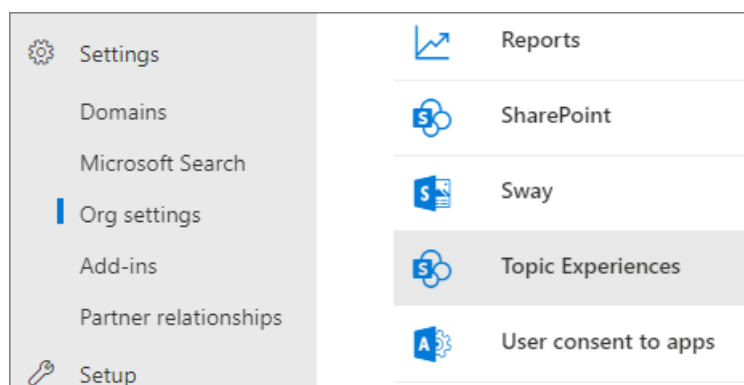 Settings
Domains
Microsoft Search
Org settings
Add-ins
Partner relationships
Setup
Reports
S
SharePoint
S
Sway
S
Topic Experiences
A
User consent to apps